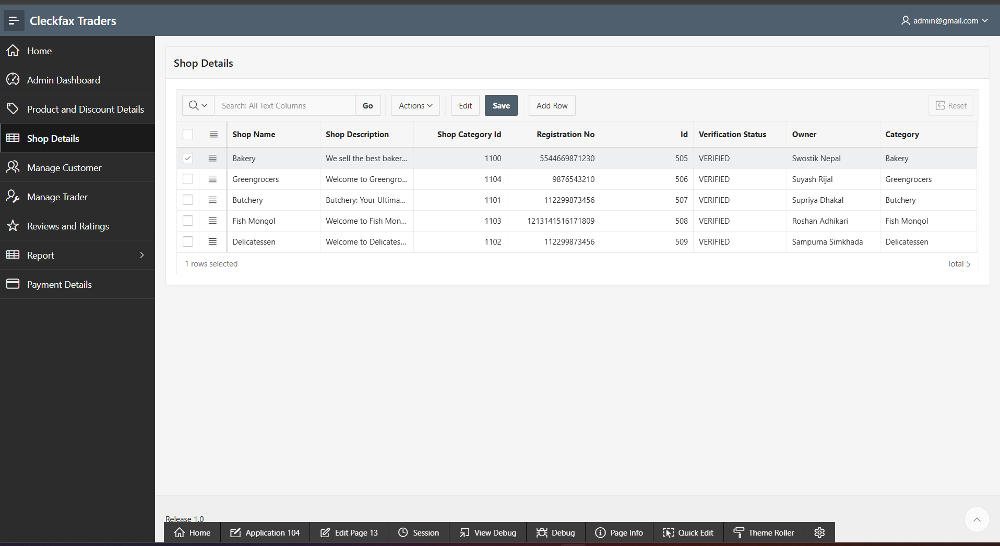 Cleckfax Traders
admin@gmail.com
Home
Admin Dashboard
Product and Discount Details
Shop Details
Manage Customer
Manage Trader
Reviews and Ratings
Report
Payment Details
Shop Details
Search: All Text Columns Go Actions Edit Save Add Row Reset
Shop Name Shop Description Shop Category Id Registration No Id Verification Status Owner Category
Bakery We sell the best baker... 1100 5544669871230 505 VERIFIED Swostik Nepal Bakery
Greengrocers Welcome to Greengro... 1104 9876543210 506 VERIFIED Suyash Rijal Greengrocers
Butchery Butchery: Your Ultima... 1101 112299873456 507 VERIFIED Supriya Dhakal Butchery
Fish Mongol Welcome to Fish Mon... 1103 1213141516171809 508 VERIFIED Roshan Adhikari Fish Mongol
Delicatessen Welcome to Delicates... 1102 112299873456 509 VERIFIED Sampurna Simkhada Delicatessen
1 rows selected Total 5
Release 1.0
Home Application 104 Edit Page 13 Session View Debug Debug Page Info Quick Edit Theme Roller